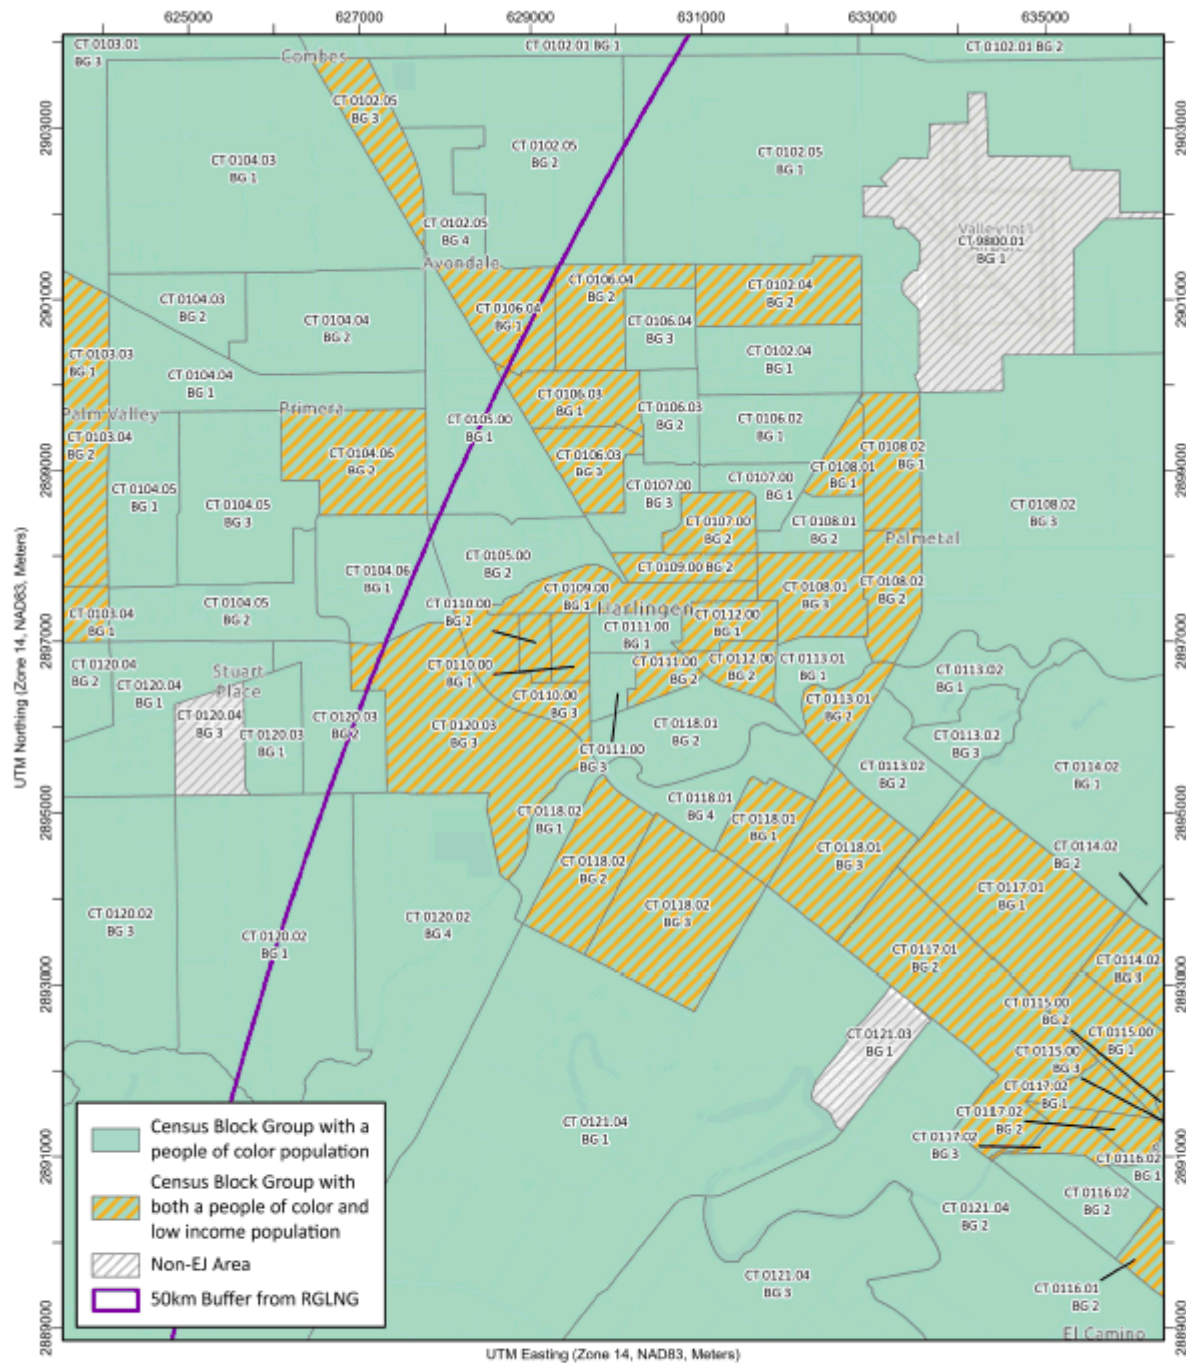 625000
627000
629000
631000
633000
635000
CT 0103.01
BG 3
CT 0102.01 BG 1
CT 0102.01 BG 2
Combes
CT 0102.05
BG 3
2903000
2903000
CT 0104.03
BG 1
CT 0102.05
BG 2
CT 0102.05
BG 1
CT 0102.05
BG 4
Valley Int'l
Airport
CT 9800.01
BG 1
Avondale
2901000
2901000
CT 0104.03
BG 2
CT 0104.04
BG 2
CT 0106.04
BG 1
CT 0106.04
BG 2
CT 0102.04
BG 2
CT 0106.04
BG 3
CT 0102.04
BG 1
CT 0103.03
BG 1
CT 0104.04
BG 1
CT 0106.03
BG 1
Palm Valley
Primera
CT 0105.00
BG 1
CT 0106.03
BG 2
CT 0106.02
BG 1
CT 0103.04
BG 2
CT 0104.06
BG 2
CT 0106.03
BG 3
CT 0108.01
BG 1
CT 0108.02
BG 1
2899000
2899000
CT 0104.05
BG 1
CT 0104.05
BG 3
CT 0107.00
BG 3
CT 0107.00
BG 1
CT 0108.02
BG 3
CT 0107.00
BG 2
CT 0108.01
BG 2
Palmetal
CT 0105.00
BG 2
CT 0109.00 BG 2
CT 0104.06
BG 1
CT 0109.00
BG 1
CT 0108.01
BG 3
CT 0108.02
BG 2
CT 0104.05
BG 2
CT 0103.04
BG 1
CT 0110.00
BG 2
Harlingen
CT 0111.00
BG 1
CT 0112.00
BG 1
2897000
2897000
CT 0120.04
BG 2
CT 0120.04
BG 1
Stuart
Place
CT 0110.00
BG 1
CT 0111.00
BG 2
CT 0112.00
BG 2
CT 0113.01
BG 1
CT 0113.02
BG 1
CT 0110.00
BG 3
CT 0113.01
BG 2
CT 0120.04
BG 3
CT 0120.03
BG 1
CT 0120.03
BG 2
CT 0120.03
BG 3
CT 0118.01
BG 2
CT 0113.02
BG 3
CT 0111.00
BG 3
CT 0113.02
BG 2
CT 0114.02
BG 1
UTM Northing (Zone 14, NAD83, Meters)
2895000
2895000
CT 0118.02
BG 1
CT 0118.01
BG 4
CT 0118.01
BG 1
CT 0118.01
BG 3
CT 0114.02
BG 2
CT 0118.02
BG 2
CT 0117.01
BG 1
CT 0118.02
BG 3
CT 0120.02
BG 3
CT 0120.02
BG 1
CT 0120.02
BG 4
CT 0117.01
BG 2
CT 0114.02
BG 3
2893000
2893000
CT 0115.00
BG 2
CT 0115.00
BG 1
CT 0121.03
BG 1
CT 0115.00
BG 3
CT 0117.02
BG 1
CT 0117.02
BG 2
CT 0121.04
BG 1
CT 0117.02
BG 3
CT 0116.02
BG 1
2891000
2891000
CT 0116.02
BG 2
CT 0121.04
BG 2
CT 0121.04
BG 3
CT 0116.01
BG 2
El Camino
2889000
2889000
Census Block Group with a
people of color population
Census Block Group with
both a people of color and
low income population
Non-EJ Area
50km Buffer from RGLNG
UTM Easting (Zone 14, NAD83, Meters)